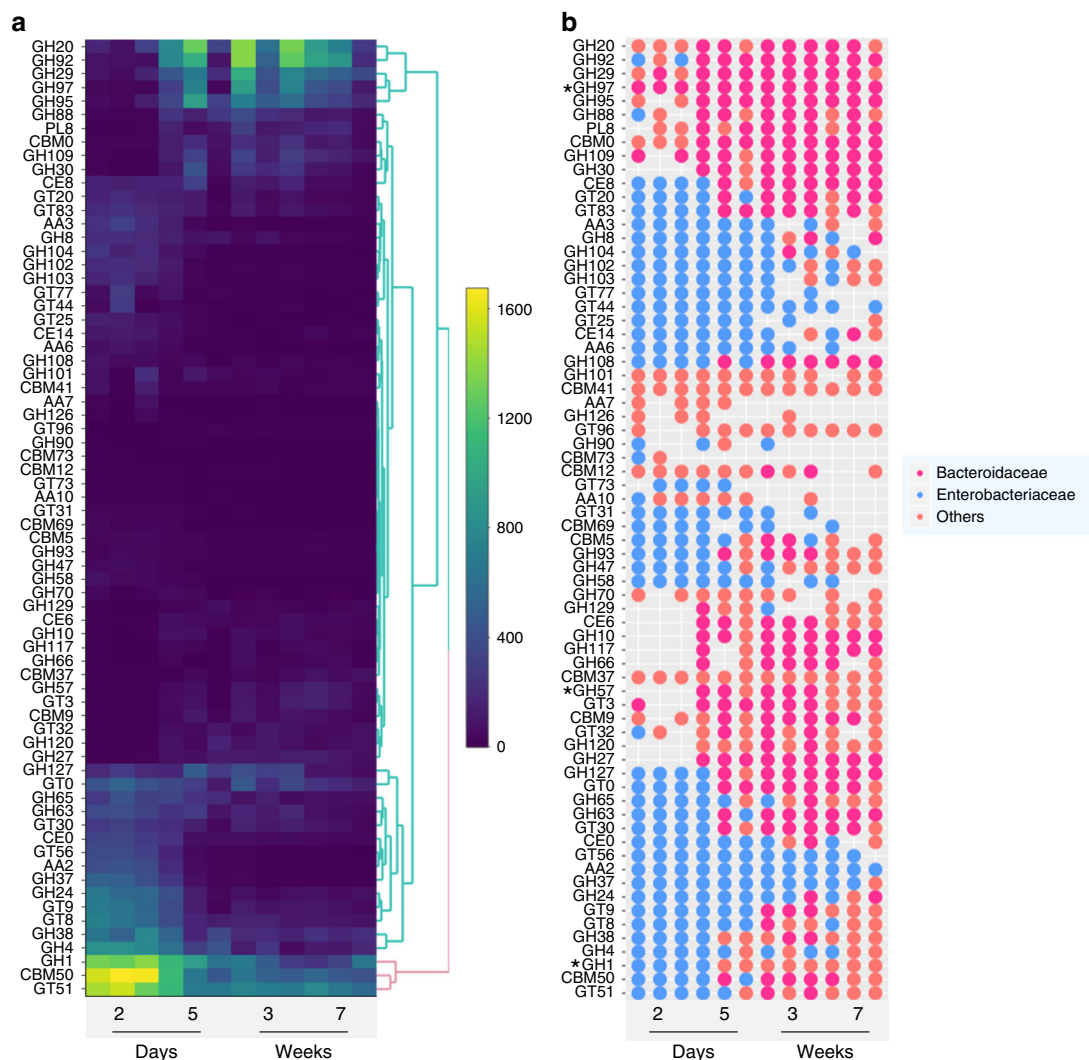 a
GH20
GH92
GH29
GH97
GH95
GH88
PL8
CBM0
GH109
GH30
CE8
GT20
GT83
AA3
GH8
GH104
GH102
GH103
GT77
GT44
GT25
CE14
AA6
GH108
GH101
CBM41
AA7
GH126
GT96
GH90
CBM73
CBM12
GT73
AA10
GT31
CBM69
CBM5
GH93
GH47
GH58
GH70
GH129
CE6
GH10
GH117
GH66
CBM37
GH57
GT3
CBM9
GT32
GH120
GH27
GH127
GT0
GH65
GH63
GT30
CE0
GT56
AA2
GH37
GH24
GT9
GT8
GH38
GH4
GH1
CBM50
GT51
2 5 3 7
Days Weeks
1600
1200
800
400
0
b
GH20
GH92
GH29
*GH97
GH95
GH88
PL8
CBM0
GH109
GH30
CE8
GT20
GT83
AA3
GH8
GH104
GH102
GH103
GT77
GT44
GT25
CE14
AA6
GH108
GH101
CBM41
AA7
GH126
GT96
GH90
CBM73
CBM12
GT73
AA10
GT31
CBM69
CBM5
GH93
GH47
GH58
GH70
GH129
CE6
GH10
GH117
GH66
CBM37
*GH57
GT3
CBM9
GT32
GH120
GH27
GH127
GT0
GH65
GH63
GT30
CE0
GT56
AA2
GH37
GH24
GT9
GT8
GH38
GH4
*GH1
CBM50
GT51
2 5 3 7
Days Weeks
Bacteroidaceae
Enterobacteriaceae
Others